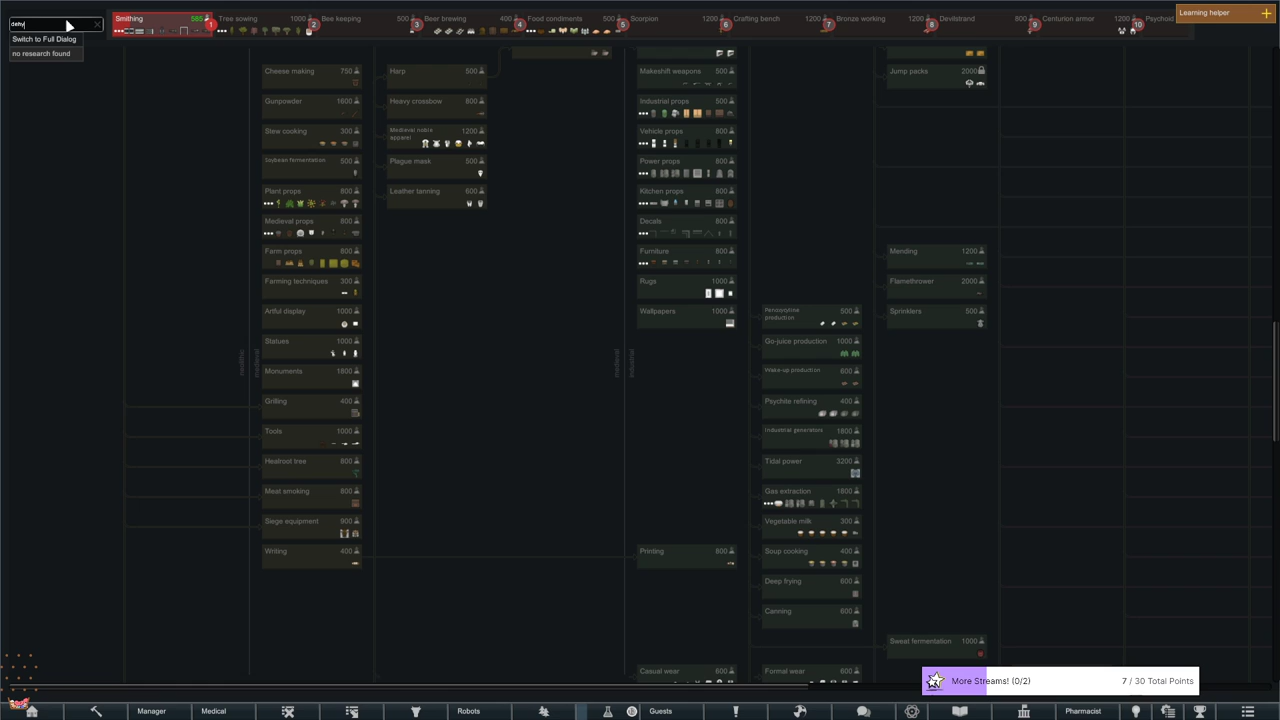 Smithing 585
1
Tree sowing 1000
2
Bee keeping 500
3
Beer brewing 400
4
Food condiments 500
5
Scorpion 1200
6
Crafting bench 1200
7
Bronze working 2000
8
Devilstrand 800
9
Centurion armor 1200
10
Psychoid
Learning helper
Switch to Full Dialog
no research found
Cheese making 750
Gunpowder 1600
Stew cooking 300
Soybean fermentation 500
Plant props 800
Medieval props 800
Farm props 800
Farming techniques 300
Artful display 1000
Statues 1000
Monuments 1800
Grilling 400
Tools 1000
Healroot tree 800
Meat smoking 800
Siege equipment 900
Writing 400
neolithic
medieval
Harp 500
Heavy crossbow 800
Medieval noble apparel 1200
Plague mask 500
Leather tanning 600
medieval
industrial
Makeshift weapons 500
Industrial props 500
Vehicle props 800
Power props 800
Kitchen props 800
Decals 800
Furniture 800
Rugs 1000
Wallpapers 1000
Printing 800
Casual wear 600
Penoxycyline production 500
Go-juice production 1000
Wake-up production 600
Psychite refining 400
Industrial generators 1800
Tidal power 3200
Gas extraction 1800
Vegetable milk 300
Soup cooking 400
Deep frying 600
Canning 600
Formal wear 600
Jump packs 2000
Mending 1200
Flamethrower 2000
Sprinklers 500
Sweat fermentation 1000
More Streams! (0/2) 7 / 30 Total Points
Manager
Medical
Robots
Guests
Pharmacist